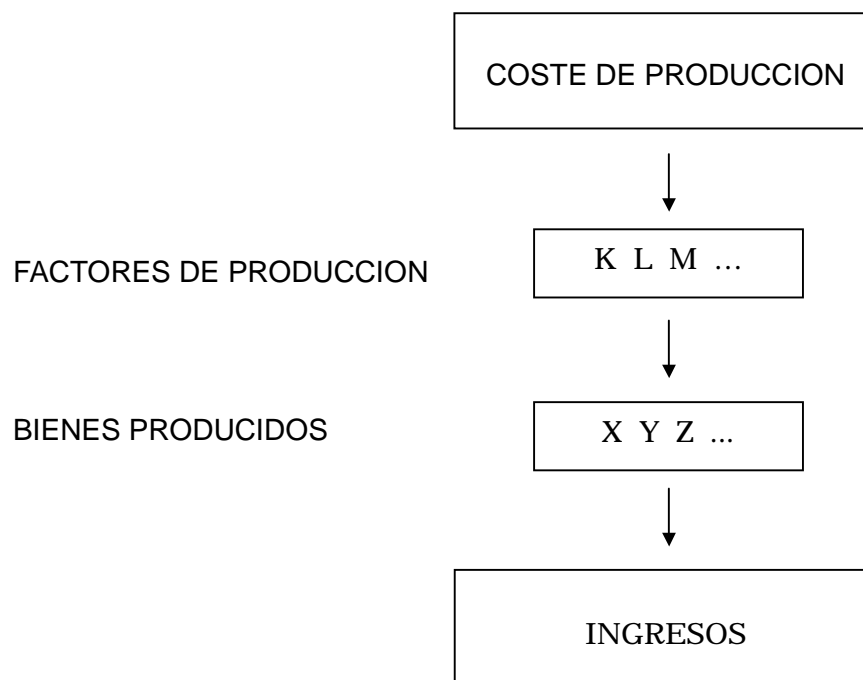 COSTE DE PRODUCCION
FACTORES DE PRODUCCION
K L M ...
BIENES PRODUCIDOS
X Y Z ...
INGRESOS